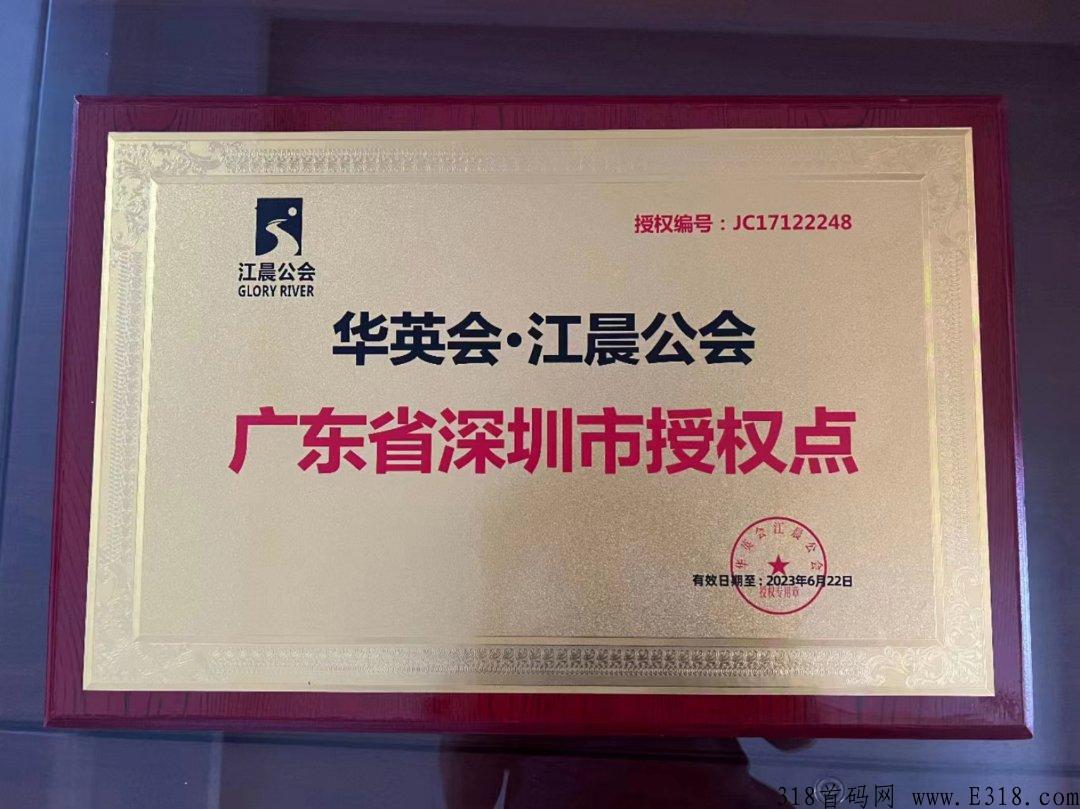 江晨公会
GLORY RIVER
授权编号：JC17122248
华英会·江晨公会
广东省深圳市授权点
华英会江晨公会
有效日期至：2023年6月22日
授权专用章
318首码网 www.E318.com